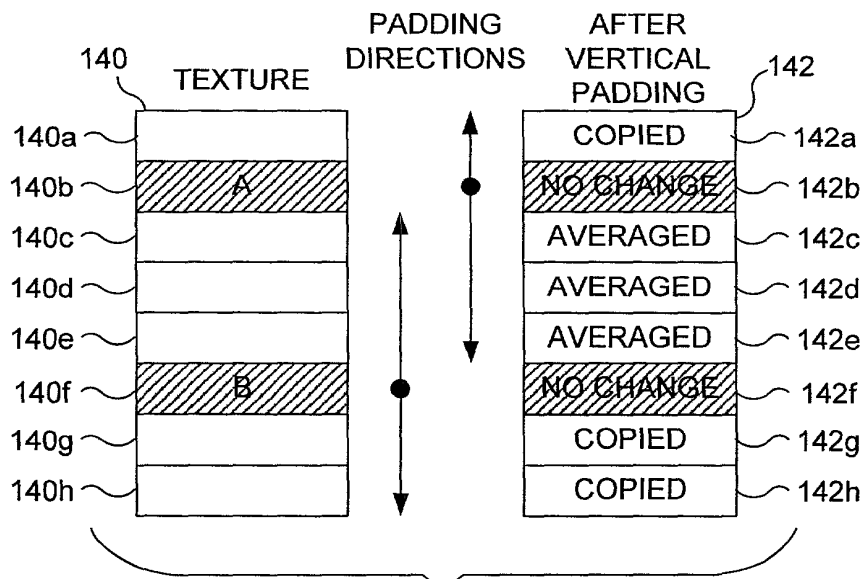 PADDING DIRECTIONS
AFTER VERTICAL PADDING
140
TEXTURE
142
140a
COPIED
142a
140b
A
NO CHANGE
142b
140c
AVERAGED
142c
140d
AVERAGED
142d
140e
AVERAGED
142e
140f
B
NO CHANGE
142f
140g
COPIED
142g
140h
COPIED
142h